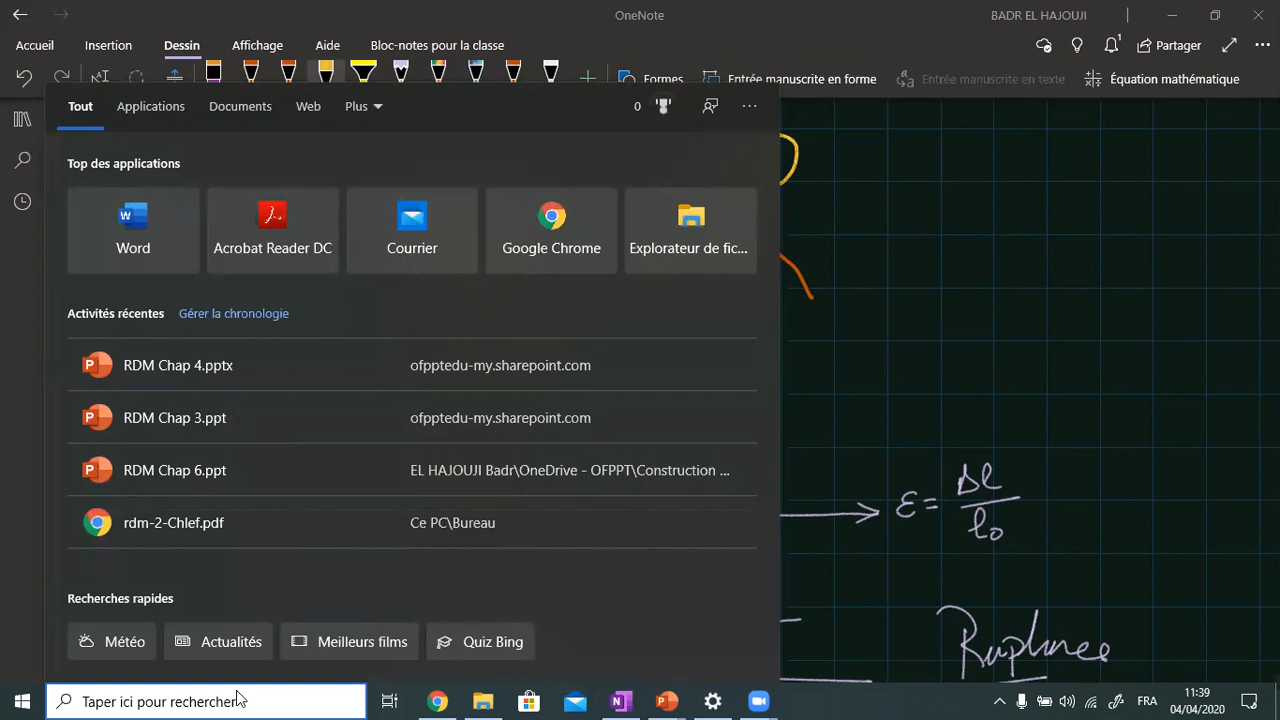 OneNote
BADR EL HAJOUJI
Accueil
Insertion
Dessin
Affichage
Aide
Bloc-notes pour la classe
Partager
Formes
Entrée manuscrite en forme
Entrée manuscrite en texte
Équation mathématique
Tout
Applications
Documents
Web
Plus
0
Top des applications
Word
Acrobat Reader DC
Courrier
Google Chrome
Explorateur de fic...
Activités récentes
Gérer la chronologie
RDM Chap 4.pptx
ofpptedu-my.sharepoint.com
RDM Chap 3.ppt
ofpptedu-my.sharepoint.com
RDM Chap 6.ppt
EL HAJOUJI Badr\OneDrive - OFPPT\Construction ...
rdm-2-Chlef.pdf
Ce PC\Bureau
ε = Δl / l₀
Recherches rapides
Météo
Actualités
Meilleurs films
Quiz Bing
Rupture
Taper ici pour rechercher
FRA
11:39
04/04/2020